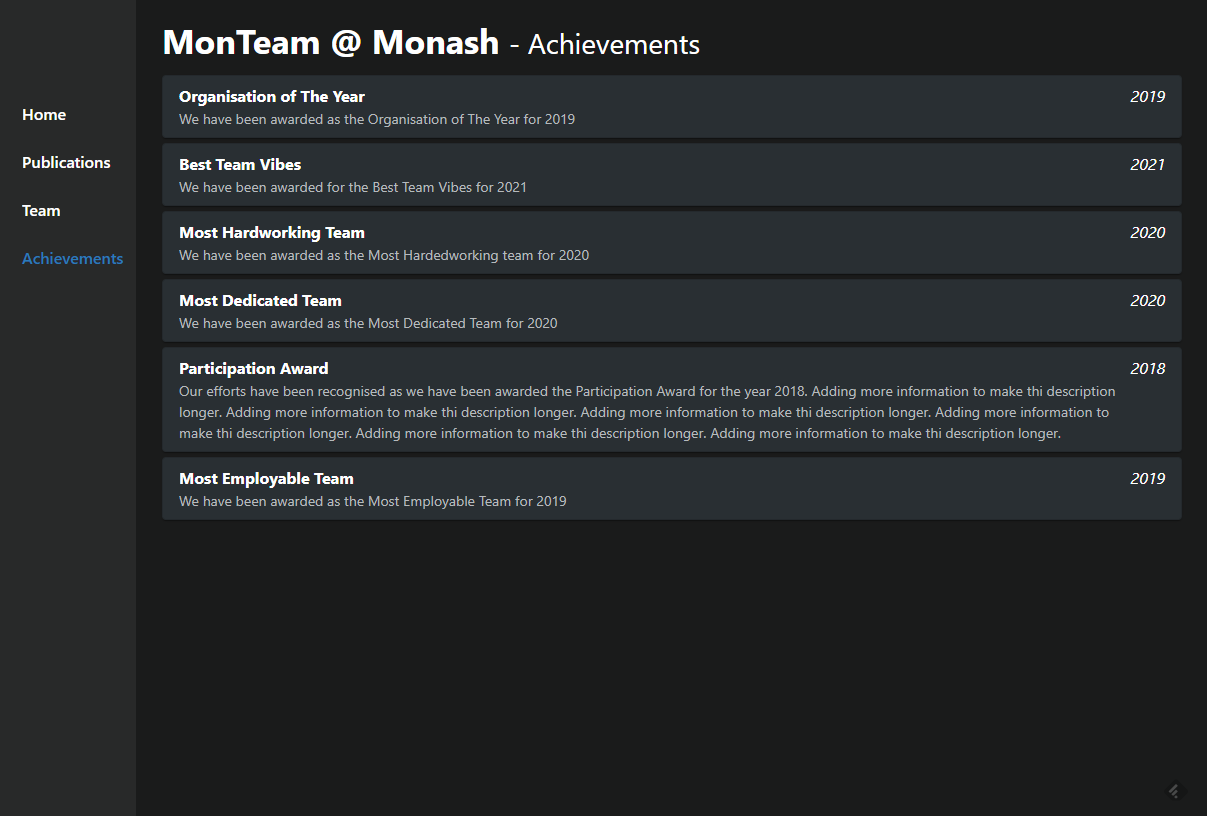 MonTeam @ Monash - Achievements
Home
Publications
Team
Achievements
Organisation of The Year 2019
We have been awarded as the Organisation of The Year for 2019
Best Team Vibes 2021
We have been awarded for the Best Team Vibes for 2021
Most Hardworking Team 2020
We have been awarded as the Most Hardedworking team for 2020
Most Dedicated Team 2020
We have been awarded as the Most Dedicated Team for 2020
Participation Award 2018
Our efforts have been recognised as we have been awarded the Participation Award for the year 2018. Adding more information to make thi description
longer. Adding more information to make thi description longer. Adding more information to make thi description longer. Adding more information to
make thi description longer. Adding more information to make thi description longer. Adding more information to make thi description longer.
Most Employable Team 2019
We have been awarded as the Most Employable Team for 2019